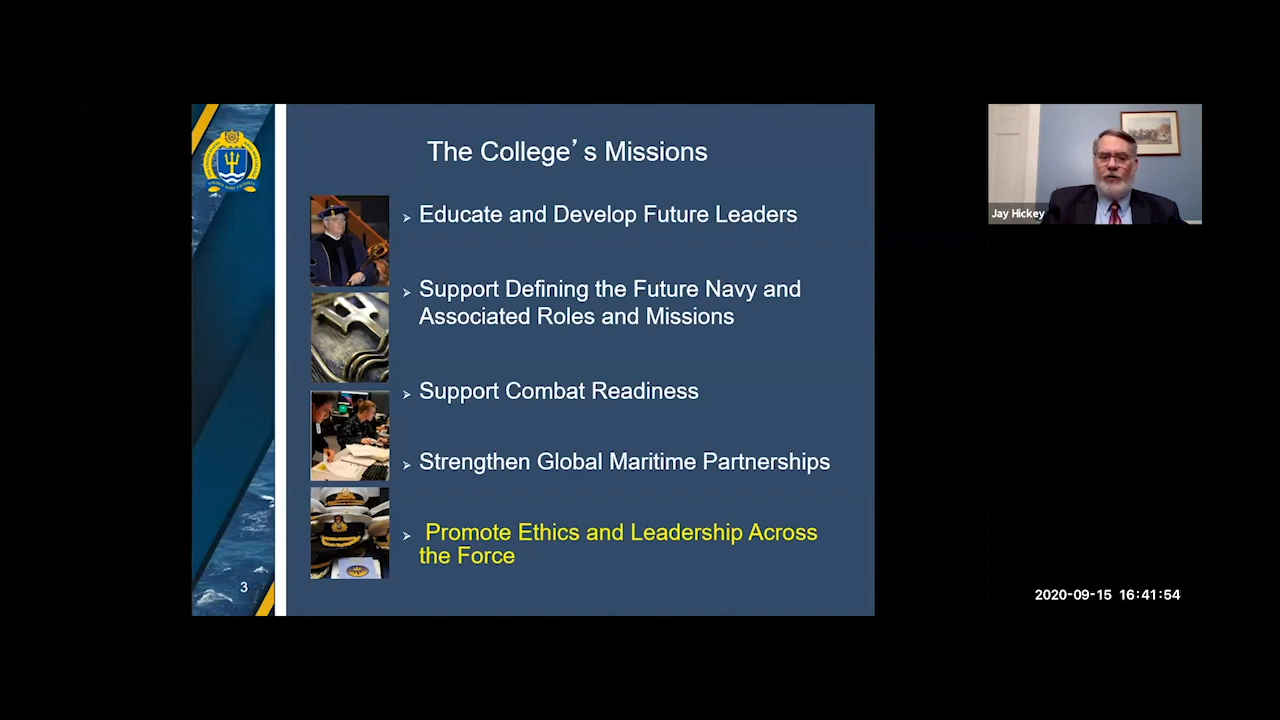 The College's Missions
Educate and Develop Future Leaders
Support Defining the Future Navy and
Associated Roles and Missions
Support Combat Readiness
Strengthen Global Maritime Partnerships
Promote Ethics and Leadership Across
the Force
3
Jay Hickey
2020-09-15 16:41:54